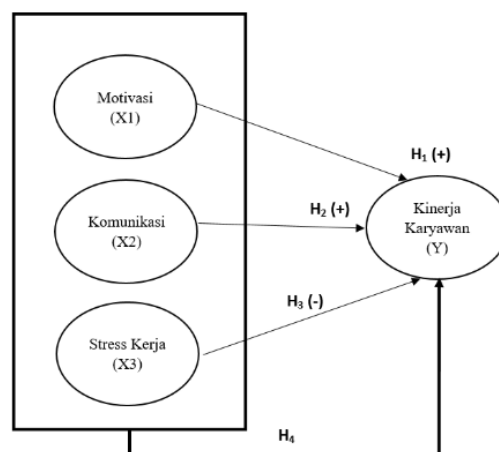 Motivasi
(X1)
H₁ (+)
Komunikasi
(X2)
H₂ (+)
Kinerja
Karyawan
(Y)
H₃ (-)
Stress Kerja
(X3)
H₄